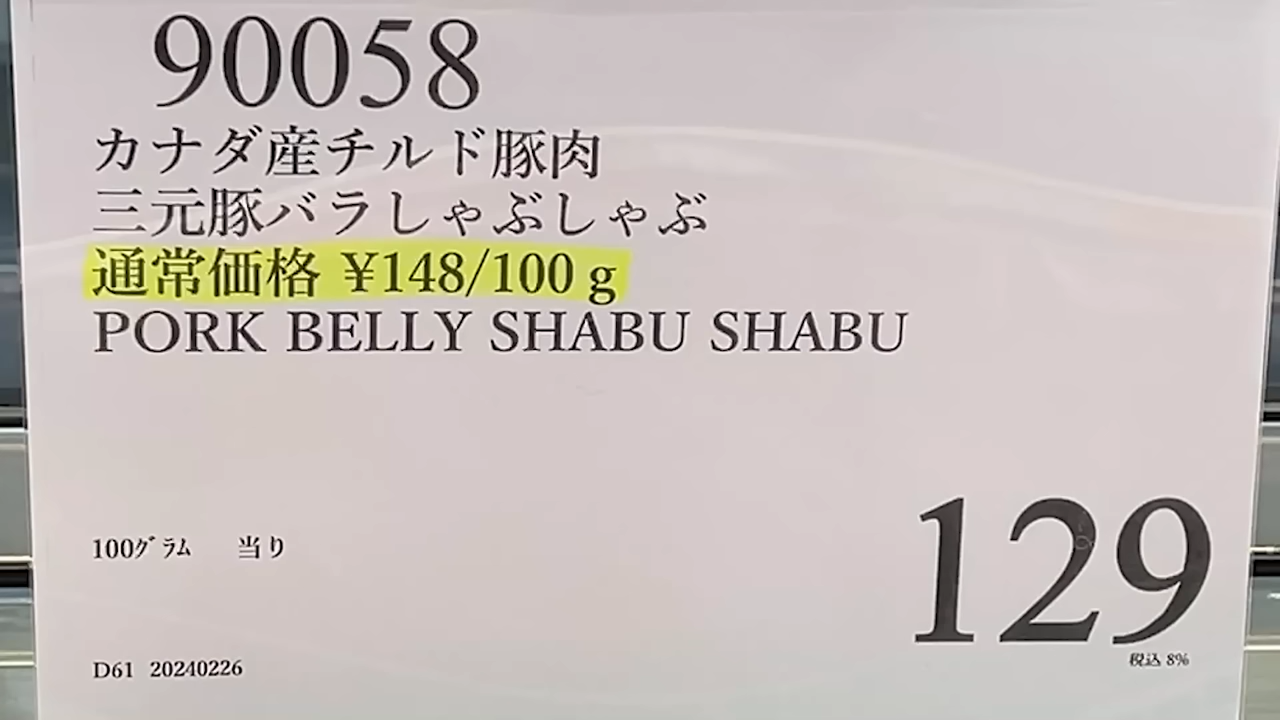 90058
カナダ産チルド豚肉
三元豚バラしゃぶしゃぶ
通常価格 ¥148/100ｇ
PORK BELLY SHABU SHABU
100ｸﾞﾗﾑ 当り
129
税込 8%
D61 20240226